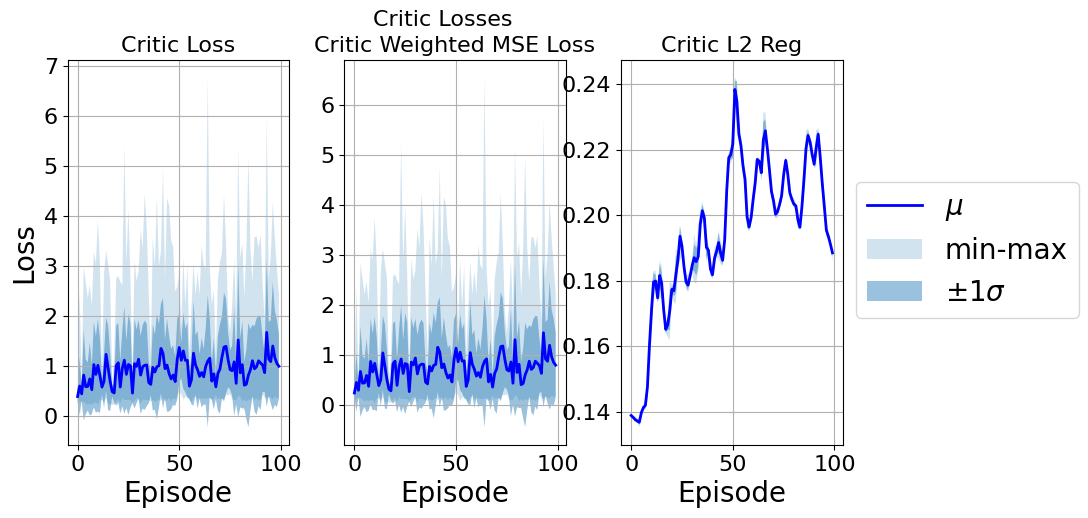 Critic Losses
Critic Loss
Critic Weighted MSE Loss
Critic L2 Reg
Loss
7
6
5
4
3
2
1
0
0 50 100
Episode
6
5
4
3
2
1
0
0 50 100
Episode
0.24
0.22
0.20
0.18
0.16
0.14
0 50 100
Episode
μ
min-max
±1σ